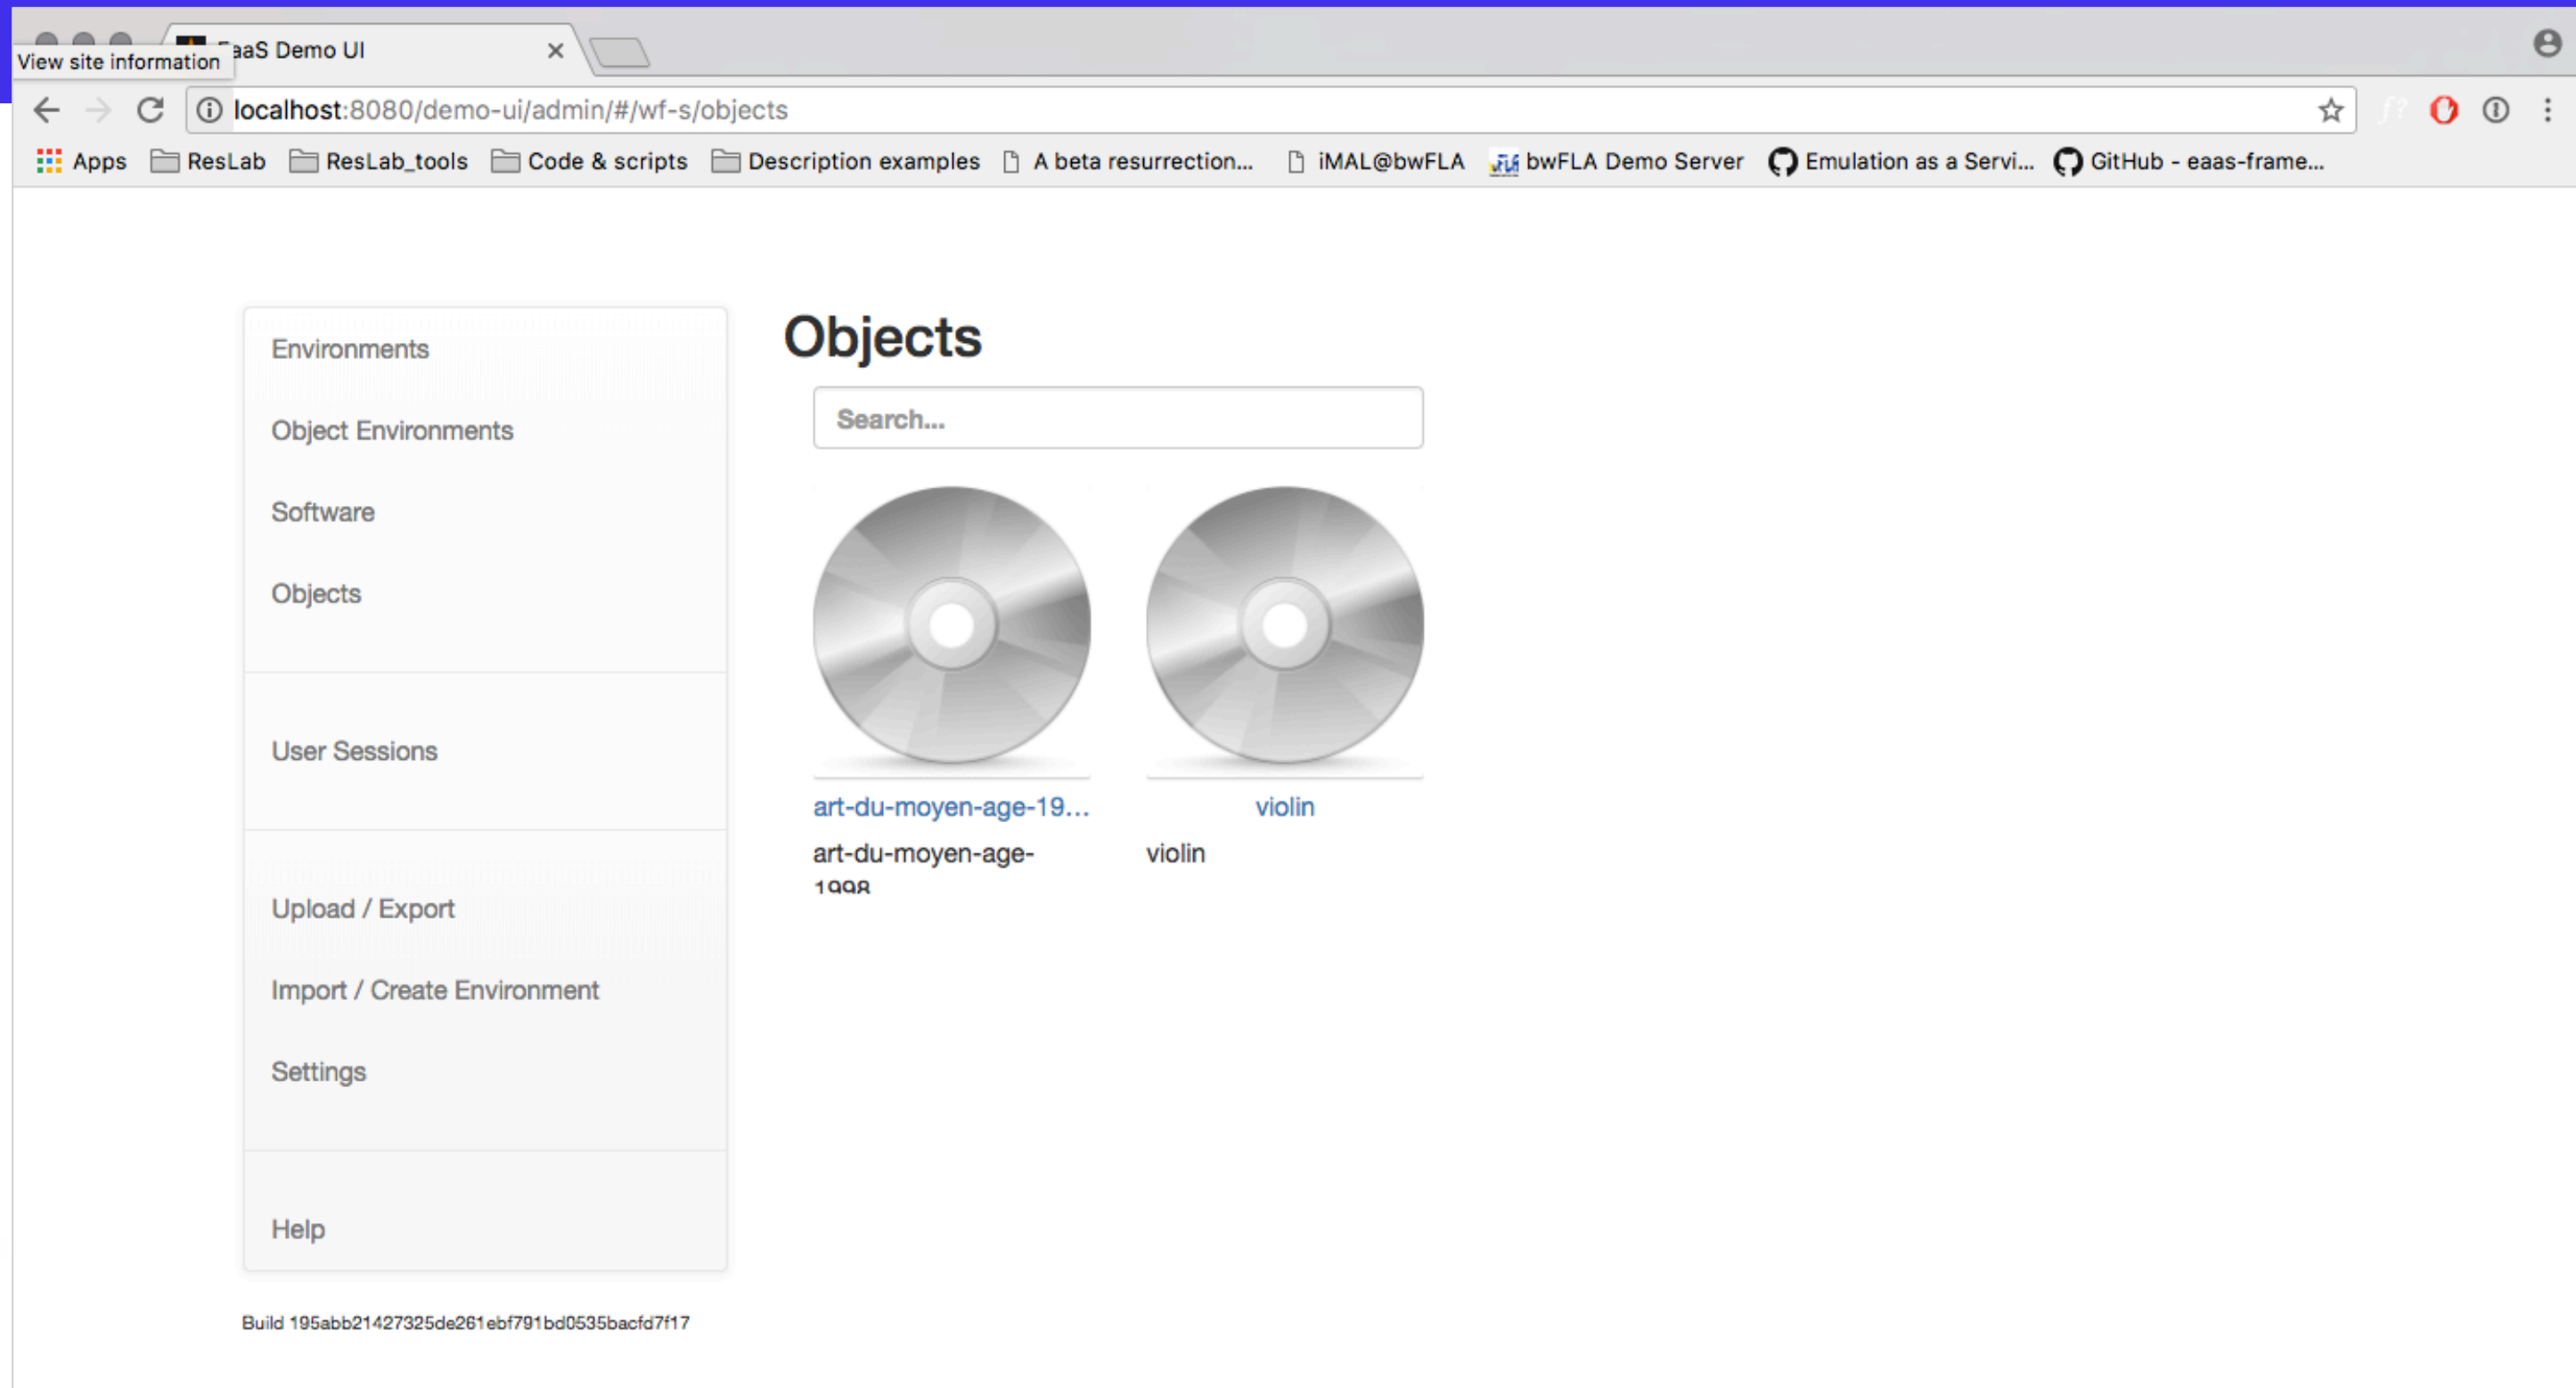 EaaS Demo UI
View site information
localhost:8080/demo-ui/admin/#/wf-s/objects
Apps ResLab ResLab_tools Code & scripts Description examples A beta resurrection... iMAL@bwFLA bwFLA Demo Server Emulation as a Servi... GitHub - eaas-frame...
Environments
Object Environments
Software
Objects
User Sessions
Upload / Export
Import / Create Environment
Settings
Help
Build 195abb21427325de261ebf791bd0535bacfd7f17
Objects
Search...
art-du-moyen-age-19...
art-du-moyen-age-
1998
violin
violin